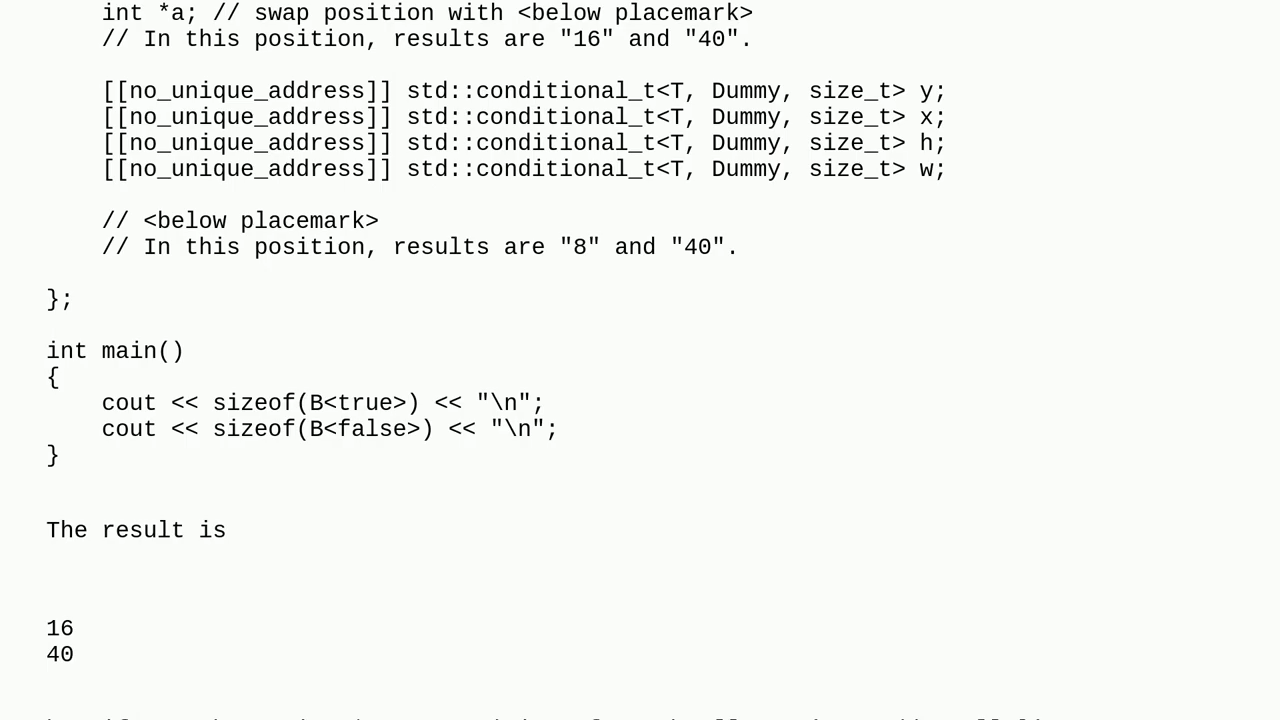 int *a; // swap position with <below placemark>
// In this position, results are "16" and "40".
[[no_unique_address]] std::conditional_t<T, Dummy, size_t> y;
[[no_unique_address]] std::conditional_t<T, Dummy, size_t> x;
[[no_unique_address]] std::conditional_t<T, Dummy, size_t> h;
[[no_unique_address]] std::conditional_t<T, Dummy, size_t> w;
// <below placemark>
// In this position, results are "8" and "40".
};
int main()
{
cout << sizeof(B<true>) << "\n";
cout << sizeof(B<false>) << "\n";
}
The result is
16
40